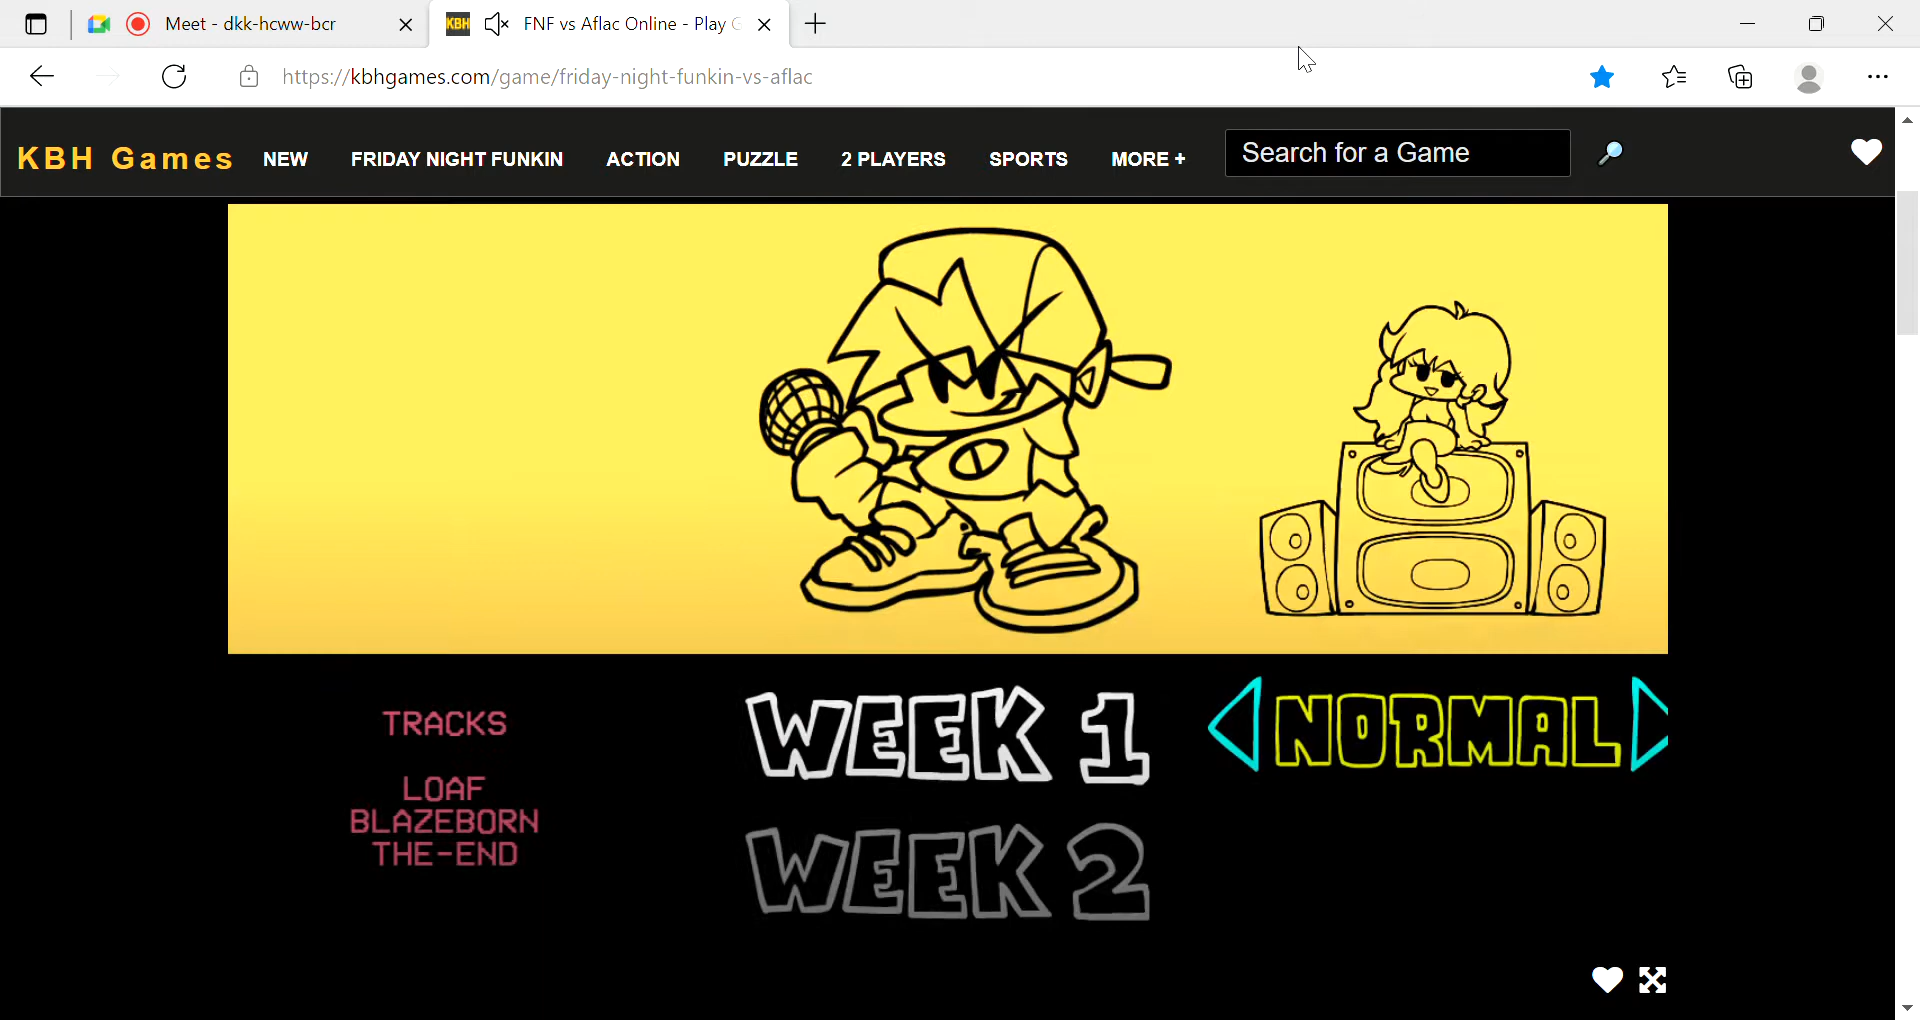 Meet - dkk-hcww-bcr
KBH FNF vs Aflac Online - Play G
https://kbhgames.com/game/friday-night-funkin-vs-aflac
KBH Games NEW FRIDAY NIGHT FUNKIN ACTION PUZZLE 2 PLAYERS SPORTS MORE + Search for a Game
TRACKS
LOAF
BLAZEBORN
THE-END
WEEK 1
NORMAL
WEEK 2